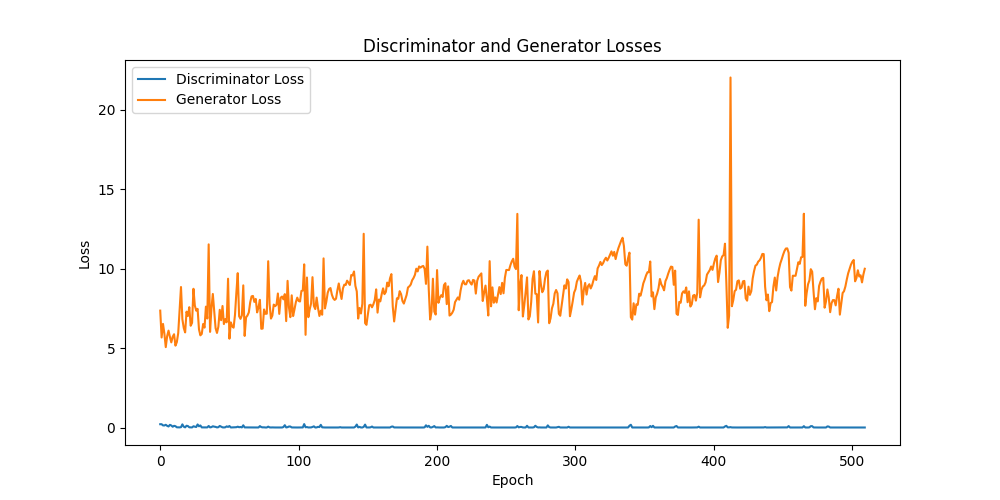 Discriminator and Generator Losses
Discriminator Loss
Generator Loss
20
15
10
5
0
Loss
0 100 200 300 400 500
Epoch